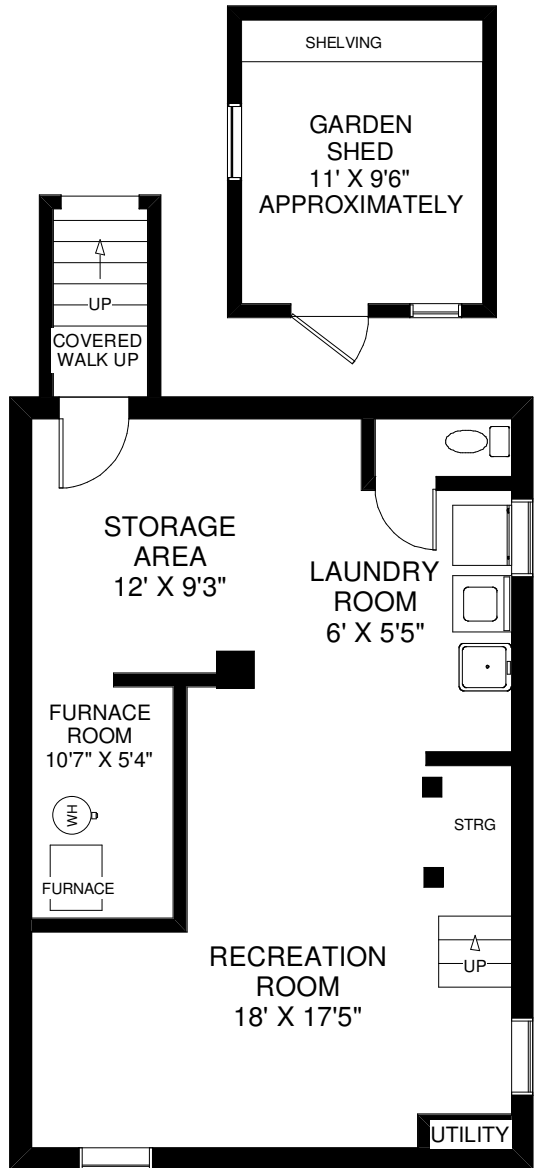 SHELVING
GARDEN
SHED
11' X 9'6"
APPROXIMATELY
UP
COVERED
WALK UP
STORAGE
AREA
12' X 9'3"
LAUNDRY
ROOM
6' X 5'5"
FURNACE
ROOM
10'7" X 5'4"
WH
FURNACE
STRG
UP
RECREATION
ROOM
18' X 17'5"
UTILITY